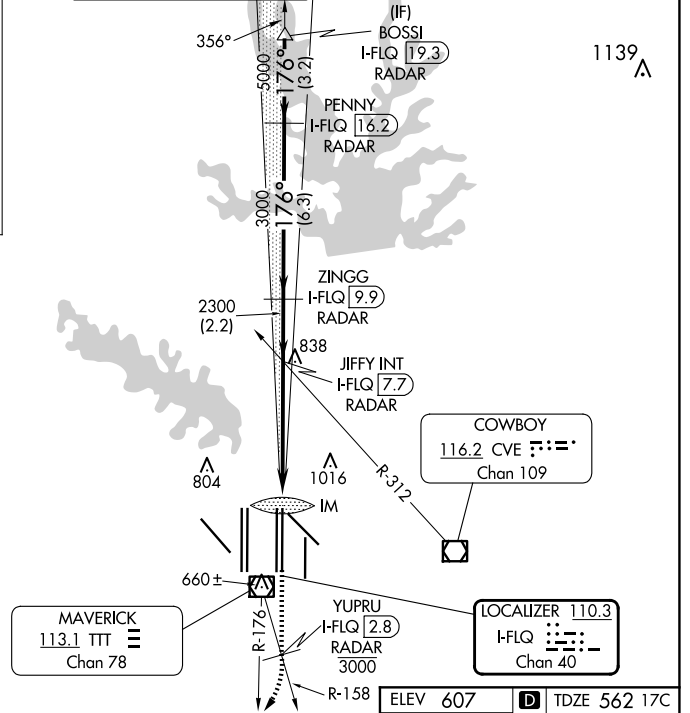 (IF)
BOSSI
I-FLQ 19.3
RADAR
356°
1139
5000
176°
(3.2)
PENNY
I-FLQ 16.2
RADAR
3000
176°
(6.3)
ZINGG
I-FLQ 9.9
RADAR
2300
(2.2)
838
JIFFY INT
I-FLQ 7.7
RADAR
COWBOY
116.2 CVE
Chan 109
R-312
804
1016
IM
660±
MAVERICK
113.1 TTT
Chan 78
R-176
YUPRU
I-FLQ 2.8
RADAR
3000
R-158
LOCALIZER 110.3
I-FLQ
Chan 40
ELEV 607 D TDZE 562 17C